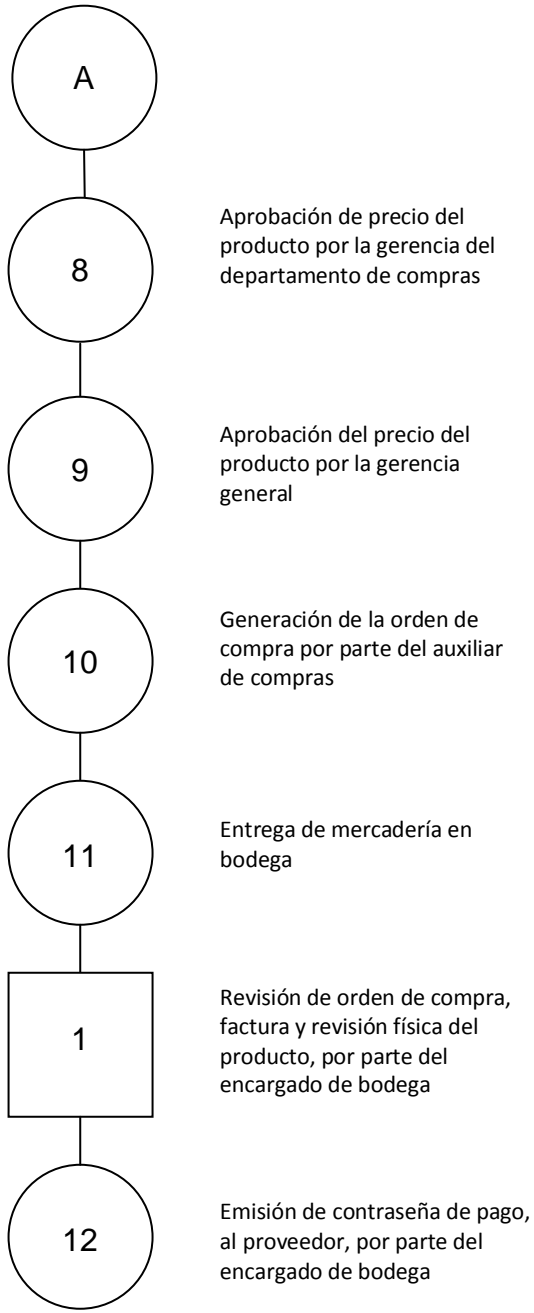 A
8
Aprobación de precio del
producto por la gerencia del
departamento de compras
9
Aprobación del precio del
producto por la gerencia
general
10
Generación de la orden de
compra por parte del auxiliar
de compras
11
Entrega de mercadería en
bodega
1
Revisión de orden de compra,
factura y revisión física del
producto, por parte del
encargado de bodega
12
Emisión de contraseña de pago,
al proveedor, por parte del
encargado de bodega